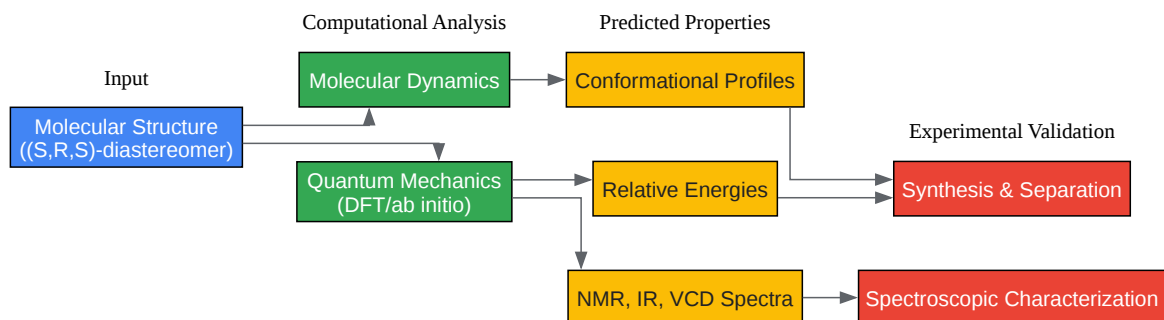 Computational Analysis
Predicted Properties
Input
Molecular Dynamics
Conformational Profiles
Molecular Structure
((S,R,S)-diastereomer)
Experimental Validation
Quantum Mechanics
(DFT/ab initio)
Relative Energies
Synthesis & Separation
NMR, IR, VCD Spectra
Spectroscopic Characterization